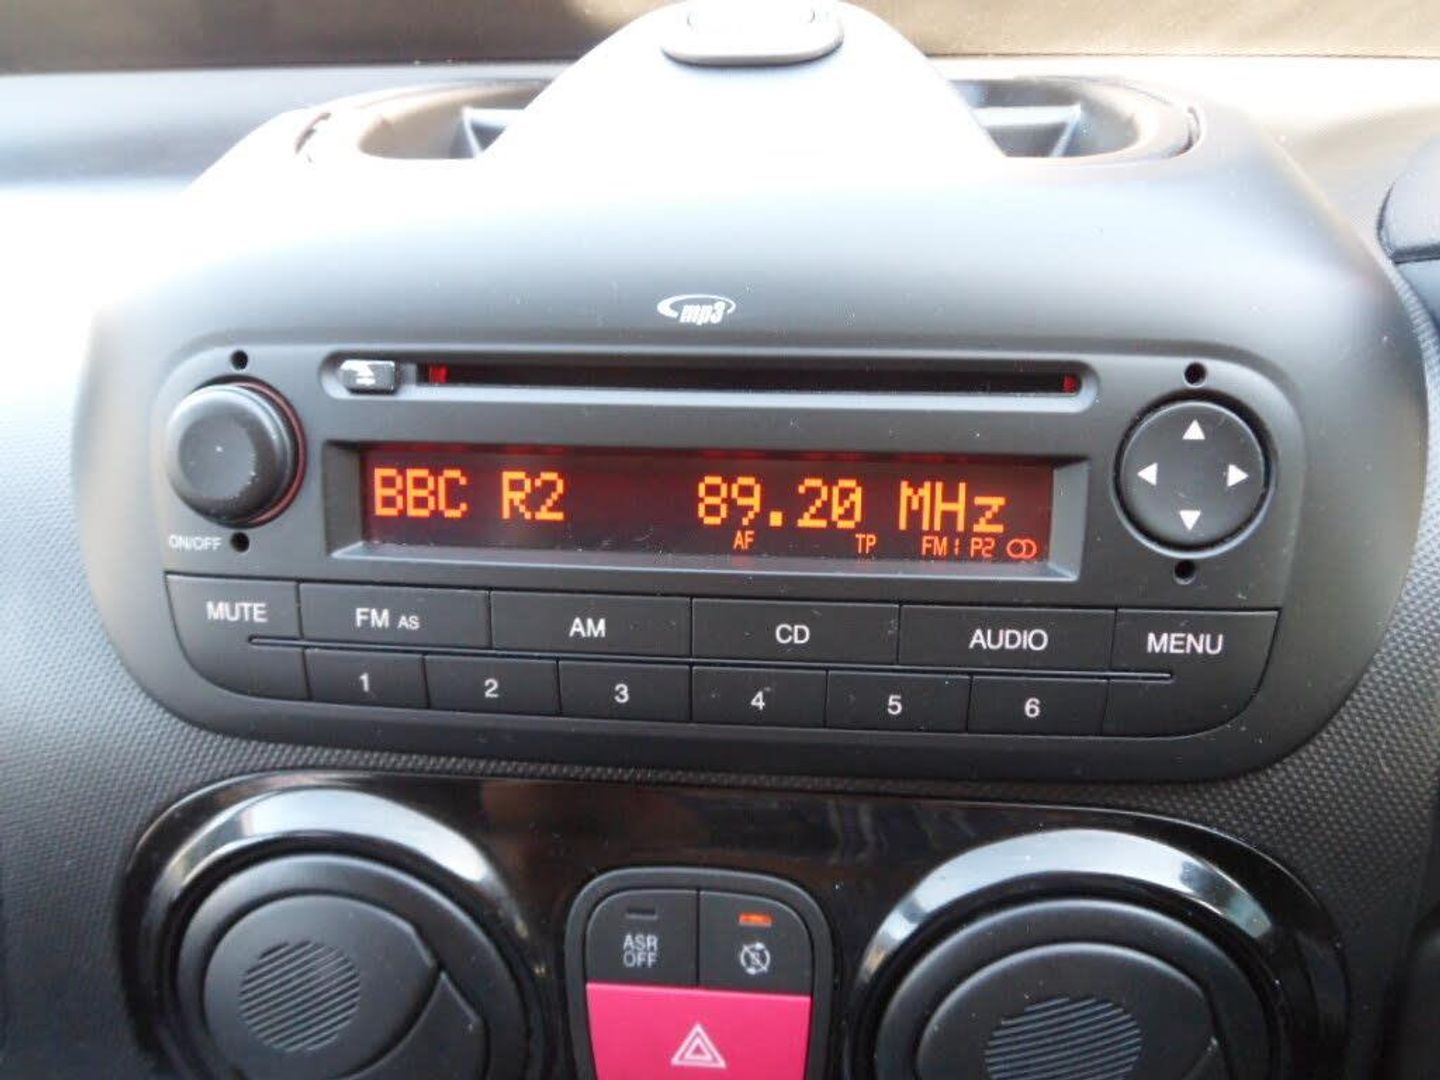 mp3
BBC R2 89.20 MHz
AF TP FM1 P2
ON/OFF
MUTE FM AS AM CD AUDIO MENU
1 2 3 4 5 6
ASR
OFF